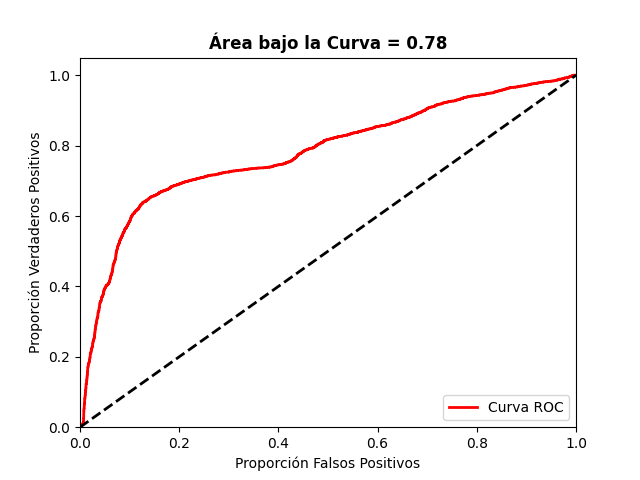 Área bajo la Curva = 0.78
1.0
0.8
0.6
0.4
0.2
0.0
Proporción Verdaderos Positivos
Curva ROC
0.0 0.2 0.4 0.6 0.8 1.0
Proporción Falsos Positivos